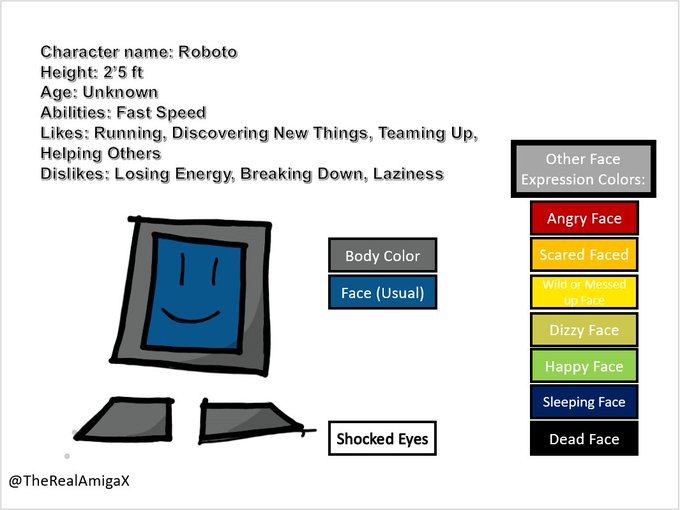 Character name: Roboto
Height: 2’5 ft
Age: Unknown
Abilities: Fast Speed
Likes: Running, Discovering New Things, Teaming Up,
Helping Others
Dislikes: Losing Energy, Breaking Down, Laziness
Other Face
Expression Colors:
Angry Face
Scared Faced
Wild or Messed
up Face
Dizzy Face
Happy Face
Sleeping Face
Dead Face
Body Color
Face (Usual)
Shocked Eyes
@TheRealAmigaX